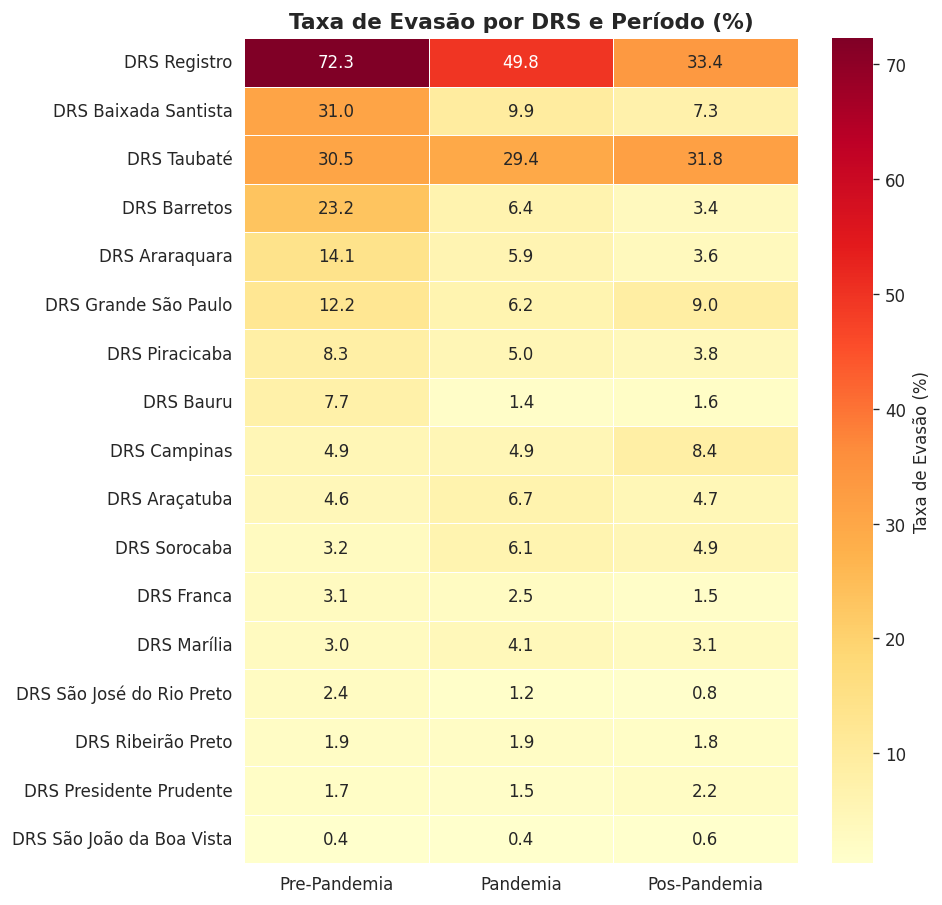 Taxa de Evasão por DRS e Período (%)
DRS Registro 72.3 49.8 33.4
DRS Baixada Santista 31.0 9.9 7.3
DRS Taubaté 30.5 29.4 31.8
DRS Barretos 23.2 6.4 3.4
DRS Araraquara 14.1 5.9 3.6
DRS Grande São Paulo 12.2 6.2 9.0
DRS Piracicaba 8.3 5.0 3.8
DRS Bauru 7.7 1.4 1.6
DRS Campinas 4.9 4.9 8.4
DRS Araçatuba 4.6 6.7 4.7
DRS Sorocaba 3.2 6.1 4.9
DRS Franca 3.1 2.5 1.5
DRS Marília 3.0 4.1 3.1
DRS São José do Rio Preto 2.4 1.2 0.8
DRS Ribeirão Preto 1.9 1.9 1.8
DRS Presidente Prudente 1.7 1.5 2.2
DRS São João da Boa Vista 0.4 0.4 0.6
Pre-Pandemia Pandemia Pos-Pandemia
70
60
50
40
30
20
10
Taxa de Evasão (%)